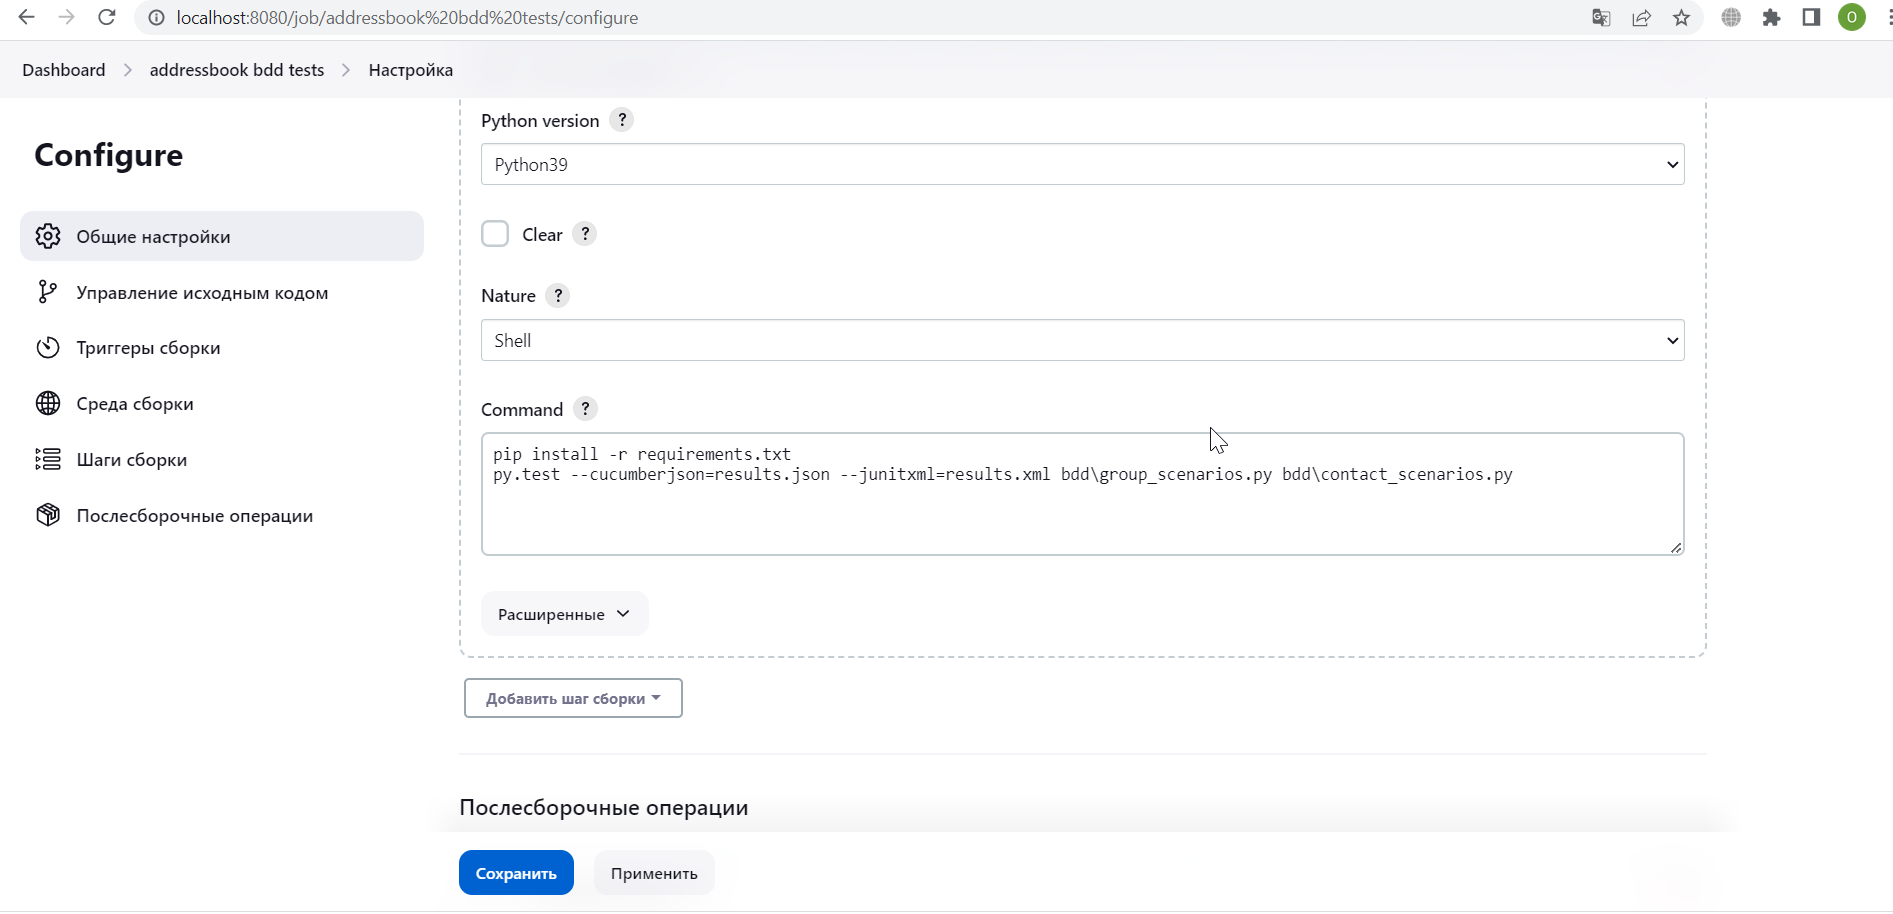 localhost:8080/job/addressbook%20bdd%20tests/configure
O
Dashboard > addressbook bdd tests > Настройка
Configure
Общие настройки
Управление исходным кодом
Триггеры сборки
Среда сборки
Шаги сборки
Послесборочные операции
Python version ?
Python39
Clear ?
Nature ?
Shell
Command ?
pip install -r requirements.txt
py.test --cucumberjson=results.json --junitxml=results.xml bdd\group_scenarios.py bdd\contact_scenarios.py
Расширенные
Добавить шаг сборки
Послесборочные операции
Сохранить
Применить